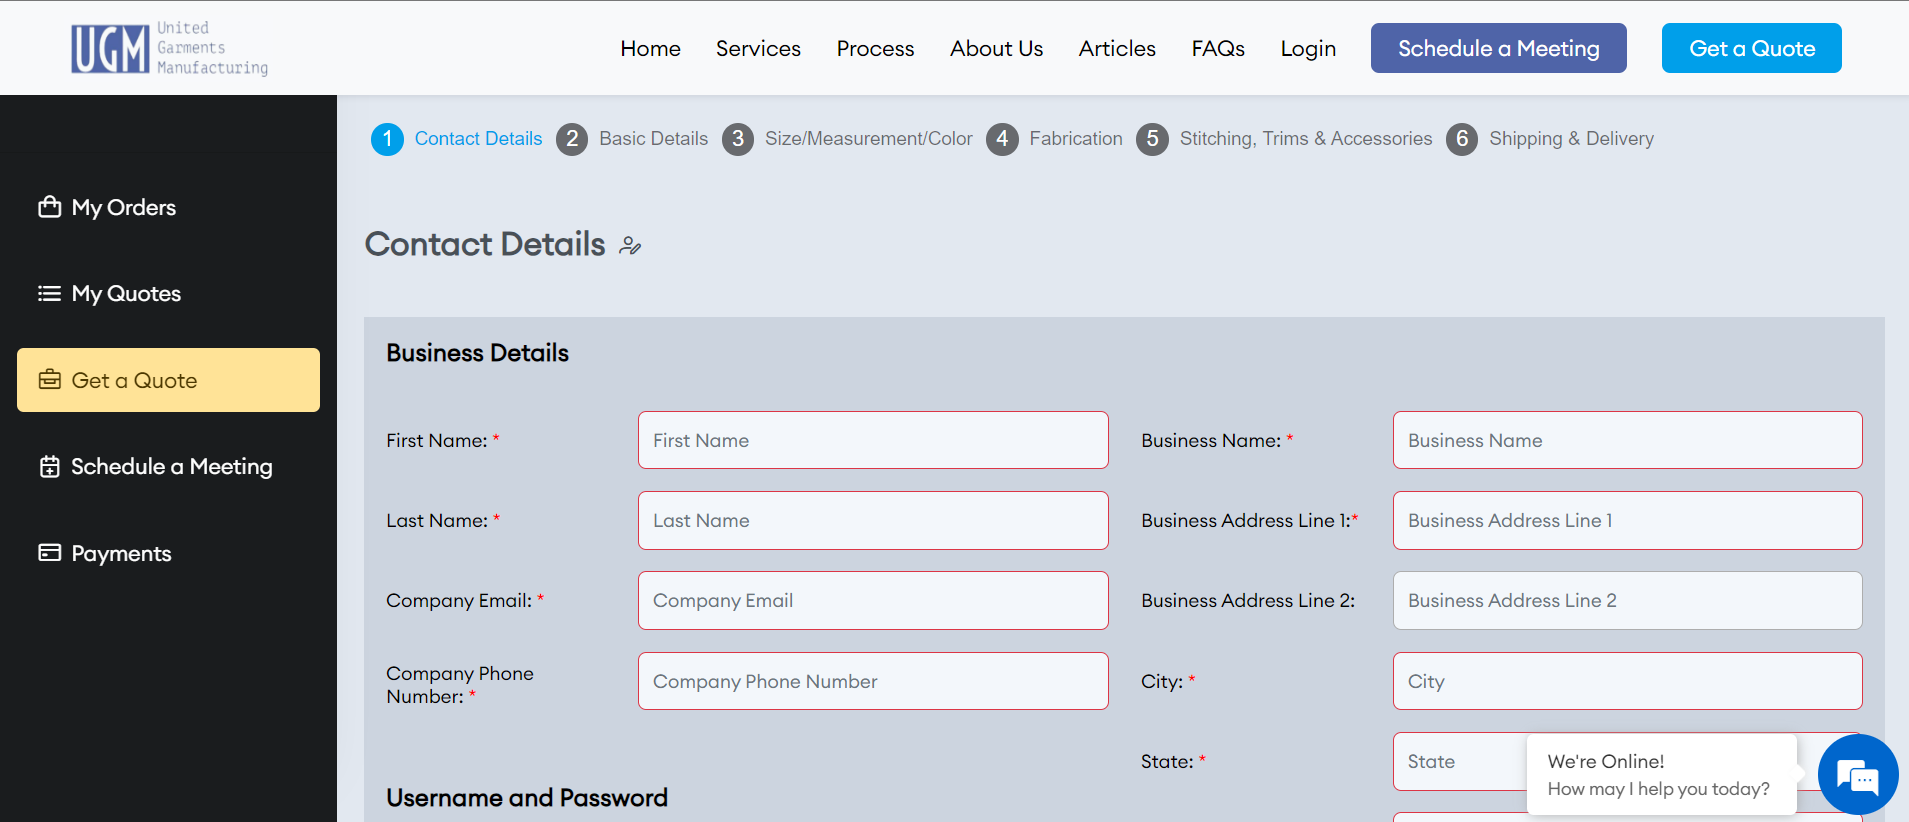 UGM United
Garments
Manufacturing
Home Services Process About Us Articles FAQs Login Schedule a Meeting Get a Quote
1 Contact Details 2 Basic Details 3 Size/Measurement/Color 4 Fabrication 5 Stitching, Trims & Accessories 6 Shipping & Delivery
My Orders
My Quotes
Get a Quote
Schedule a Meeting
Payments
Contact Details
Business Details
First Name: * First Name
Business Name: * Business Name
Last Name: * Last Name
Business Address Line 1:* Business Address Line 1
Company Email: * Company Email
Business Address Line 2: Business Address Line 2
Company Phone
Number: * Company Phone Number
City: * City
State: * State
Username and Password
We're Online!
How may I help you today?